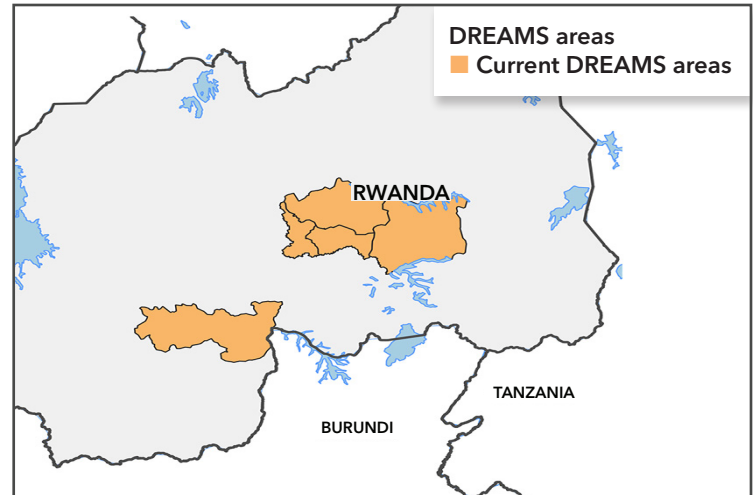 DREAMS areas
Current DREAMS areas
RWANDA
TANZANIA
BURUNDI